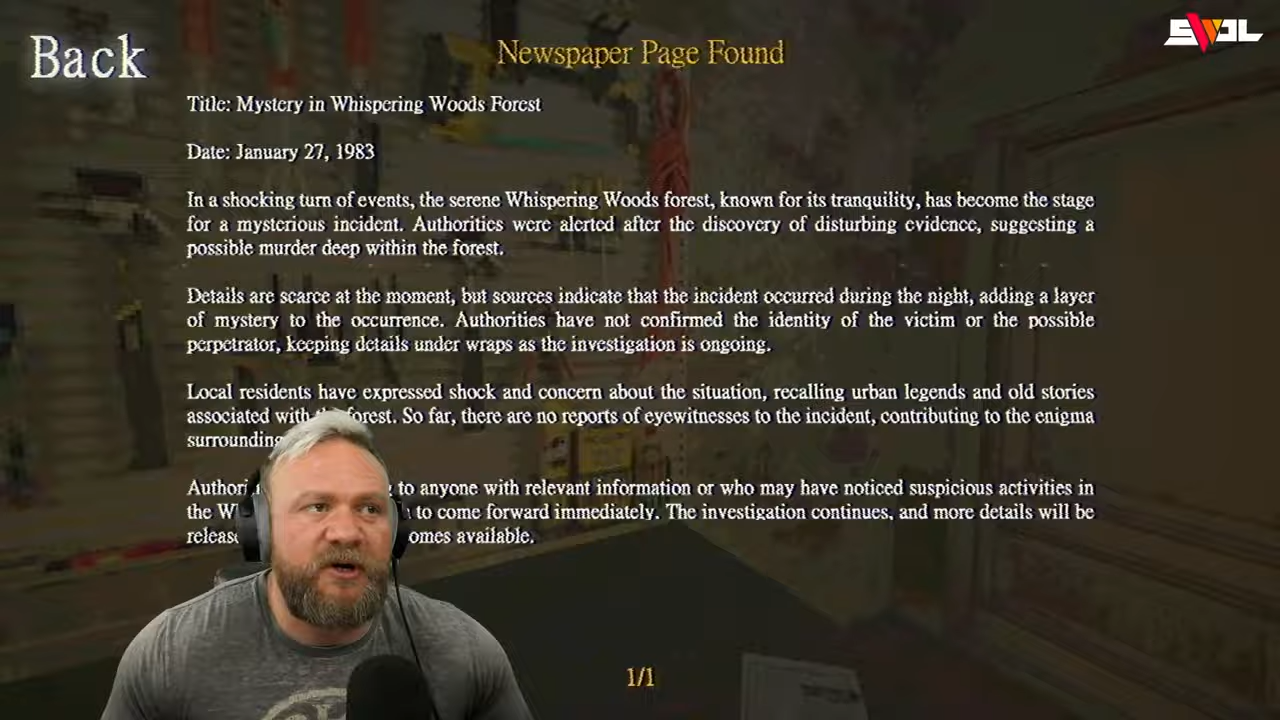 SWOL
Back
Newspaper Page Found
Title: Mystery in Whispering Woods Forest
Date: January 27, 1983
In a shocking turn of events, the serene Whispering Woods forest, known for its tranquility, has become the stage
for a mysterious incident. Authorities were alerted after the discovery of disturbing evidence, suggesting a
possible murder deep within the forest.
Details are scarce at the moment, but sources indicate that the incident occurred during the night, adding a layer
of mystery to the occurrence. Authorities have not confirmed the identity of the victim or the possible
perpetrator, keeping details under wraps as the investigation is ongoing.
Local residents have expressed shock and concern about the situation, recalling urban legends and old stories
associated with the forest. So far, there are no reports of eyewitnesses to the incident, contributing to the enigma
surrounding
to anyone with relevant information or who may have noticed suspicious activities in
the to come forward immediately. The investigation continues, and more details will be
available.
1/1